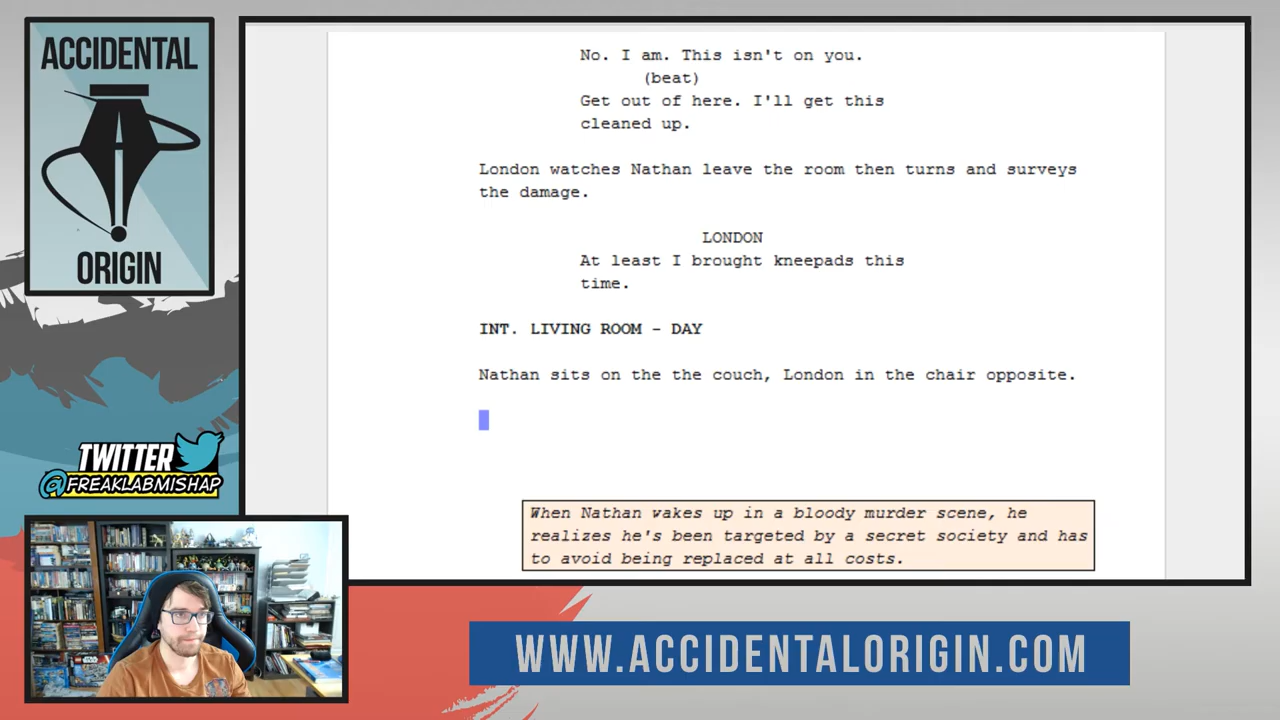 ACCIDENTAL
ORIGIN
No. I am. This isn't on you.
(beat)
Get out of here. I'll get this
cleaned up.
London watches Nathan leave the room then turns and surveys
the damage.
LONDON
At least I brought kneepads this
time.
INT. LIVING ROOM - DAY
Nathan sits on the the couch, London in the chair opposite.
When Nathan wakes up in a bloody murder scene, he
realizes he's been targeted by a secret society and has
to avoid being replaced at all costs.
TWITTER
@FREAKLABMISHAP
WWW.ACCIDENTALORIGIN.COM